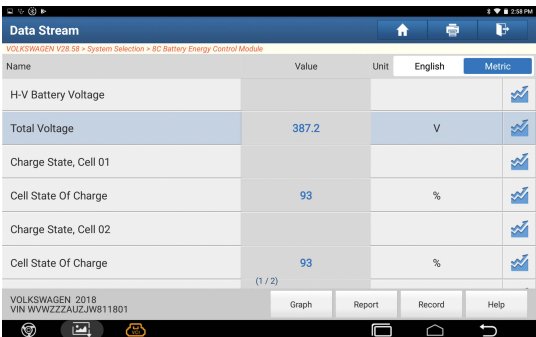 2:58 PM
Data Stream
VOLKSWAGEN V28.58 > System Selection > 8C Battery Energy Control Module
Name Value Unit English Metric
H-V Battery Voltage
Total Voltage 387.2 V
Charge State, Cell 01
Cell State Of Charge 93 %
Charge State, Cell 02
Cell State Of Charge 93 %
(1 / 2)
VOLKSWAGEN 2018
VIN WVWZZZAUZJW811801
Graph Report Record Help
VCI